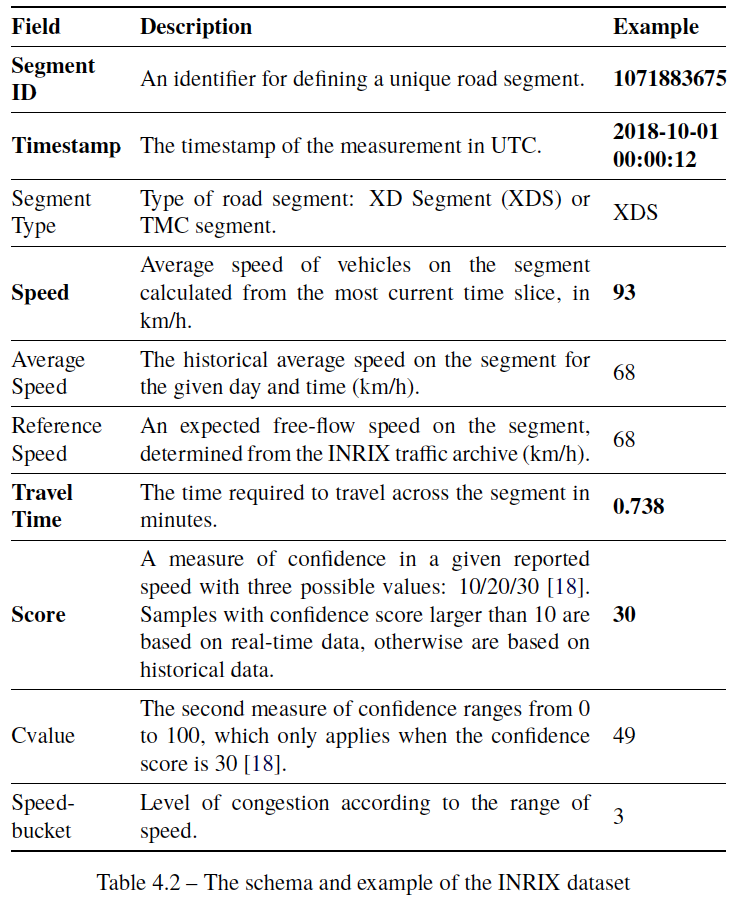 Field Description Example
Segment
ID An identifier for defining a unique road segment. 1071883675
Timestamp The timestamp of the measurement in UTC. 2018-10-01
00:00:12
Segment Type of road segment: XD Segment (XDS) or
Type TMC segment. XDS
Average speed of vehicles on the segment
Speed calculated from the most current time slice, in 93
km/h.
Average The historical average speed on the segment for
Speed the given day and time (km/h). 68
Reference An expected free-flow speed on the segment,
Speed determined from the INRIX traffic archive (km/h). 68
Travel The time required to travel across the segment in
Time minutes. 0.738
A measure of confidence in a given reported
speed with three possible values: 10/20/30 [18].
Score Samples with confidence score larger than 10 are 30
based on real-time data, otherwise are based on
historical data.
The second measure of confidence ranges from 0
Cvalue to 100, which only applies when the confidence 49
score is 30 [18].
Speed- Level of congestion according to the range of
bucket speed. 3
Table 4.2 – The schema and example of the INRIX dataset